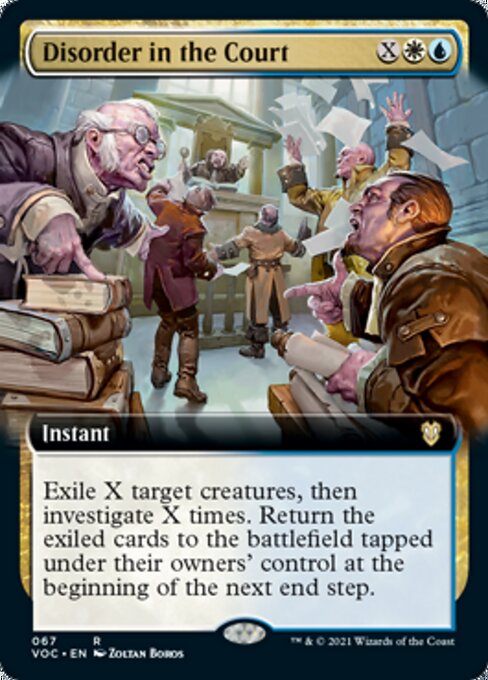 Disorder in the Court X
Instant
Exile X target creatures, then
investigate X times. Return the
exiled cards to the battlefield tapped
under their owners' control at the
beginning of the next end step.
067 R
VOC • EN Zoltan Boros
™ & © 2021 Wizards of the Coast